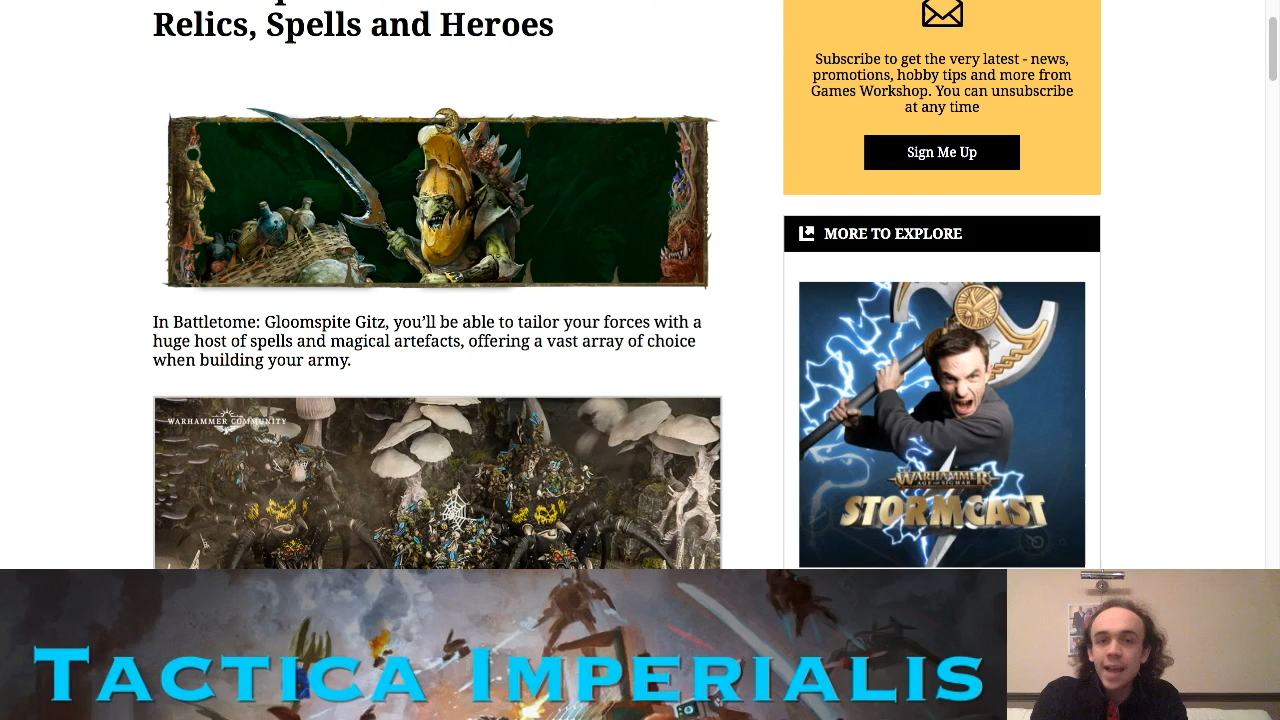 Relics, Spells and Heroes
In Battletome: Gloomspite Gitz, you’ll be able to tailor your forces with a
huge host of spells and magical artefacts, offering a vast array of choice
when building your army.
WARHAMMER COMMUNITY
Subscribe to get the very latest - news,
promotions, hobby tips and more from
Games Workshop. You can unsubscribe
at any time
Sign Me Up
MORE TO EXPLORE
WARHAMMER
AGE OF SIGMAR
STORMCAST
TACTICA IMPERIALIS